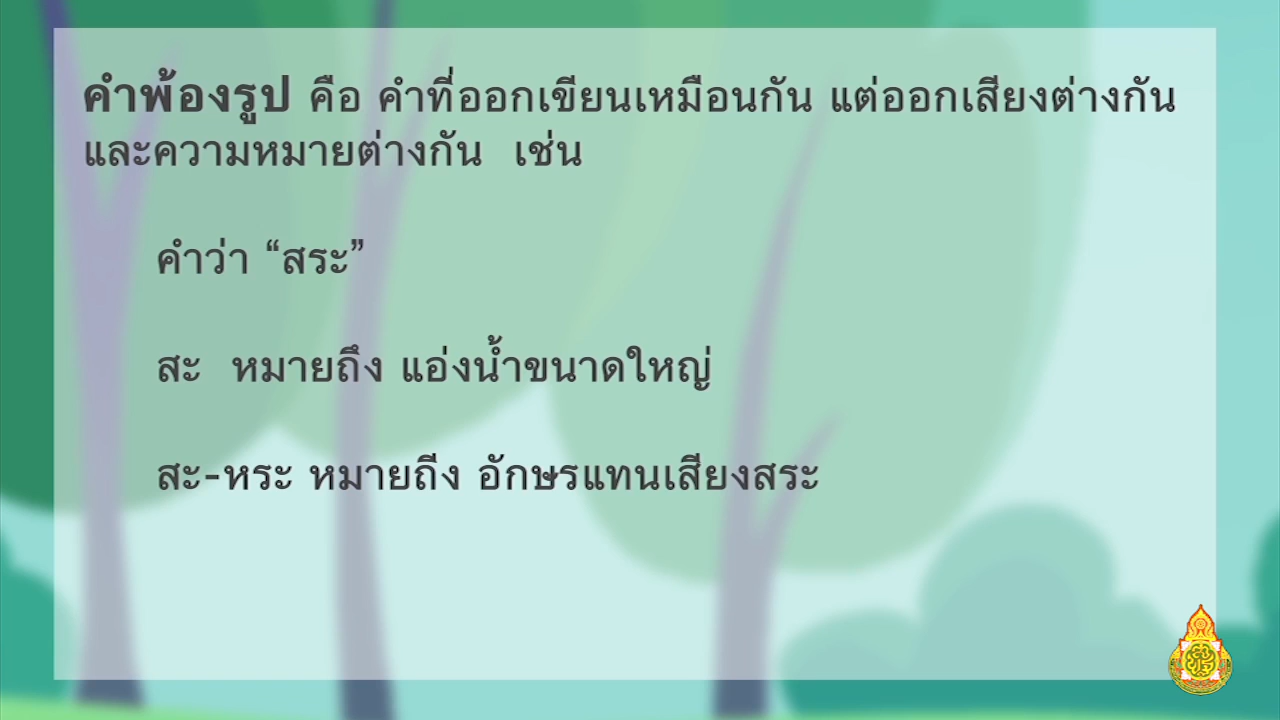 คำพ้องรูป คือ คำที่ออกเขียนเหมือนกัน แต่ออกเสียงต่างกัน
และความหมายต่างกัน เช่น
คำว่า “สระ”
สะ หมายถึง แอ่งน้ำขนาดใหญ่
สะ-หระ หมายถึง อักษรแทนเสียงสระ